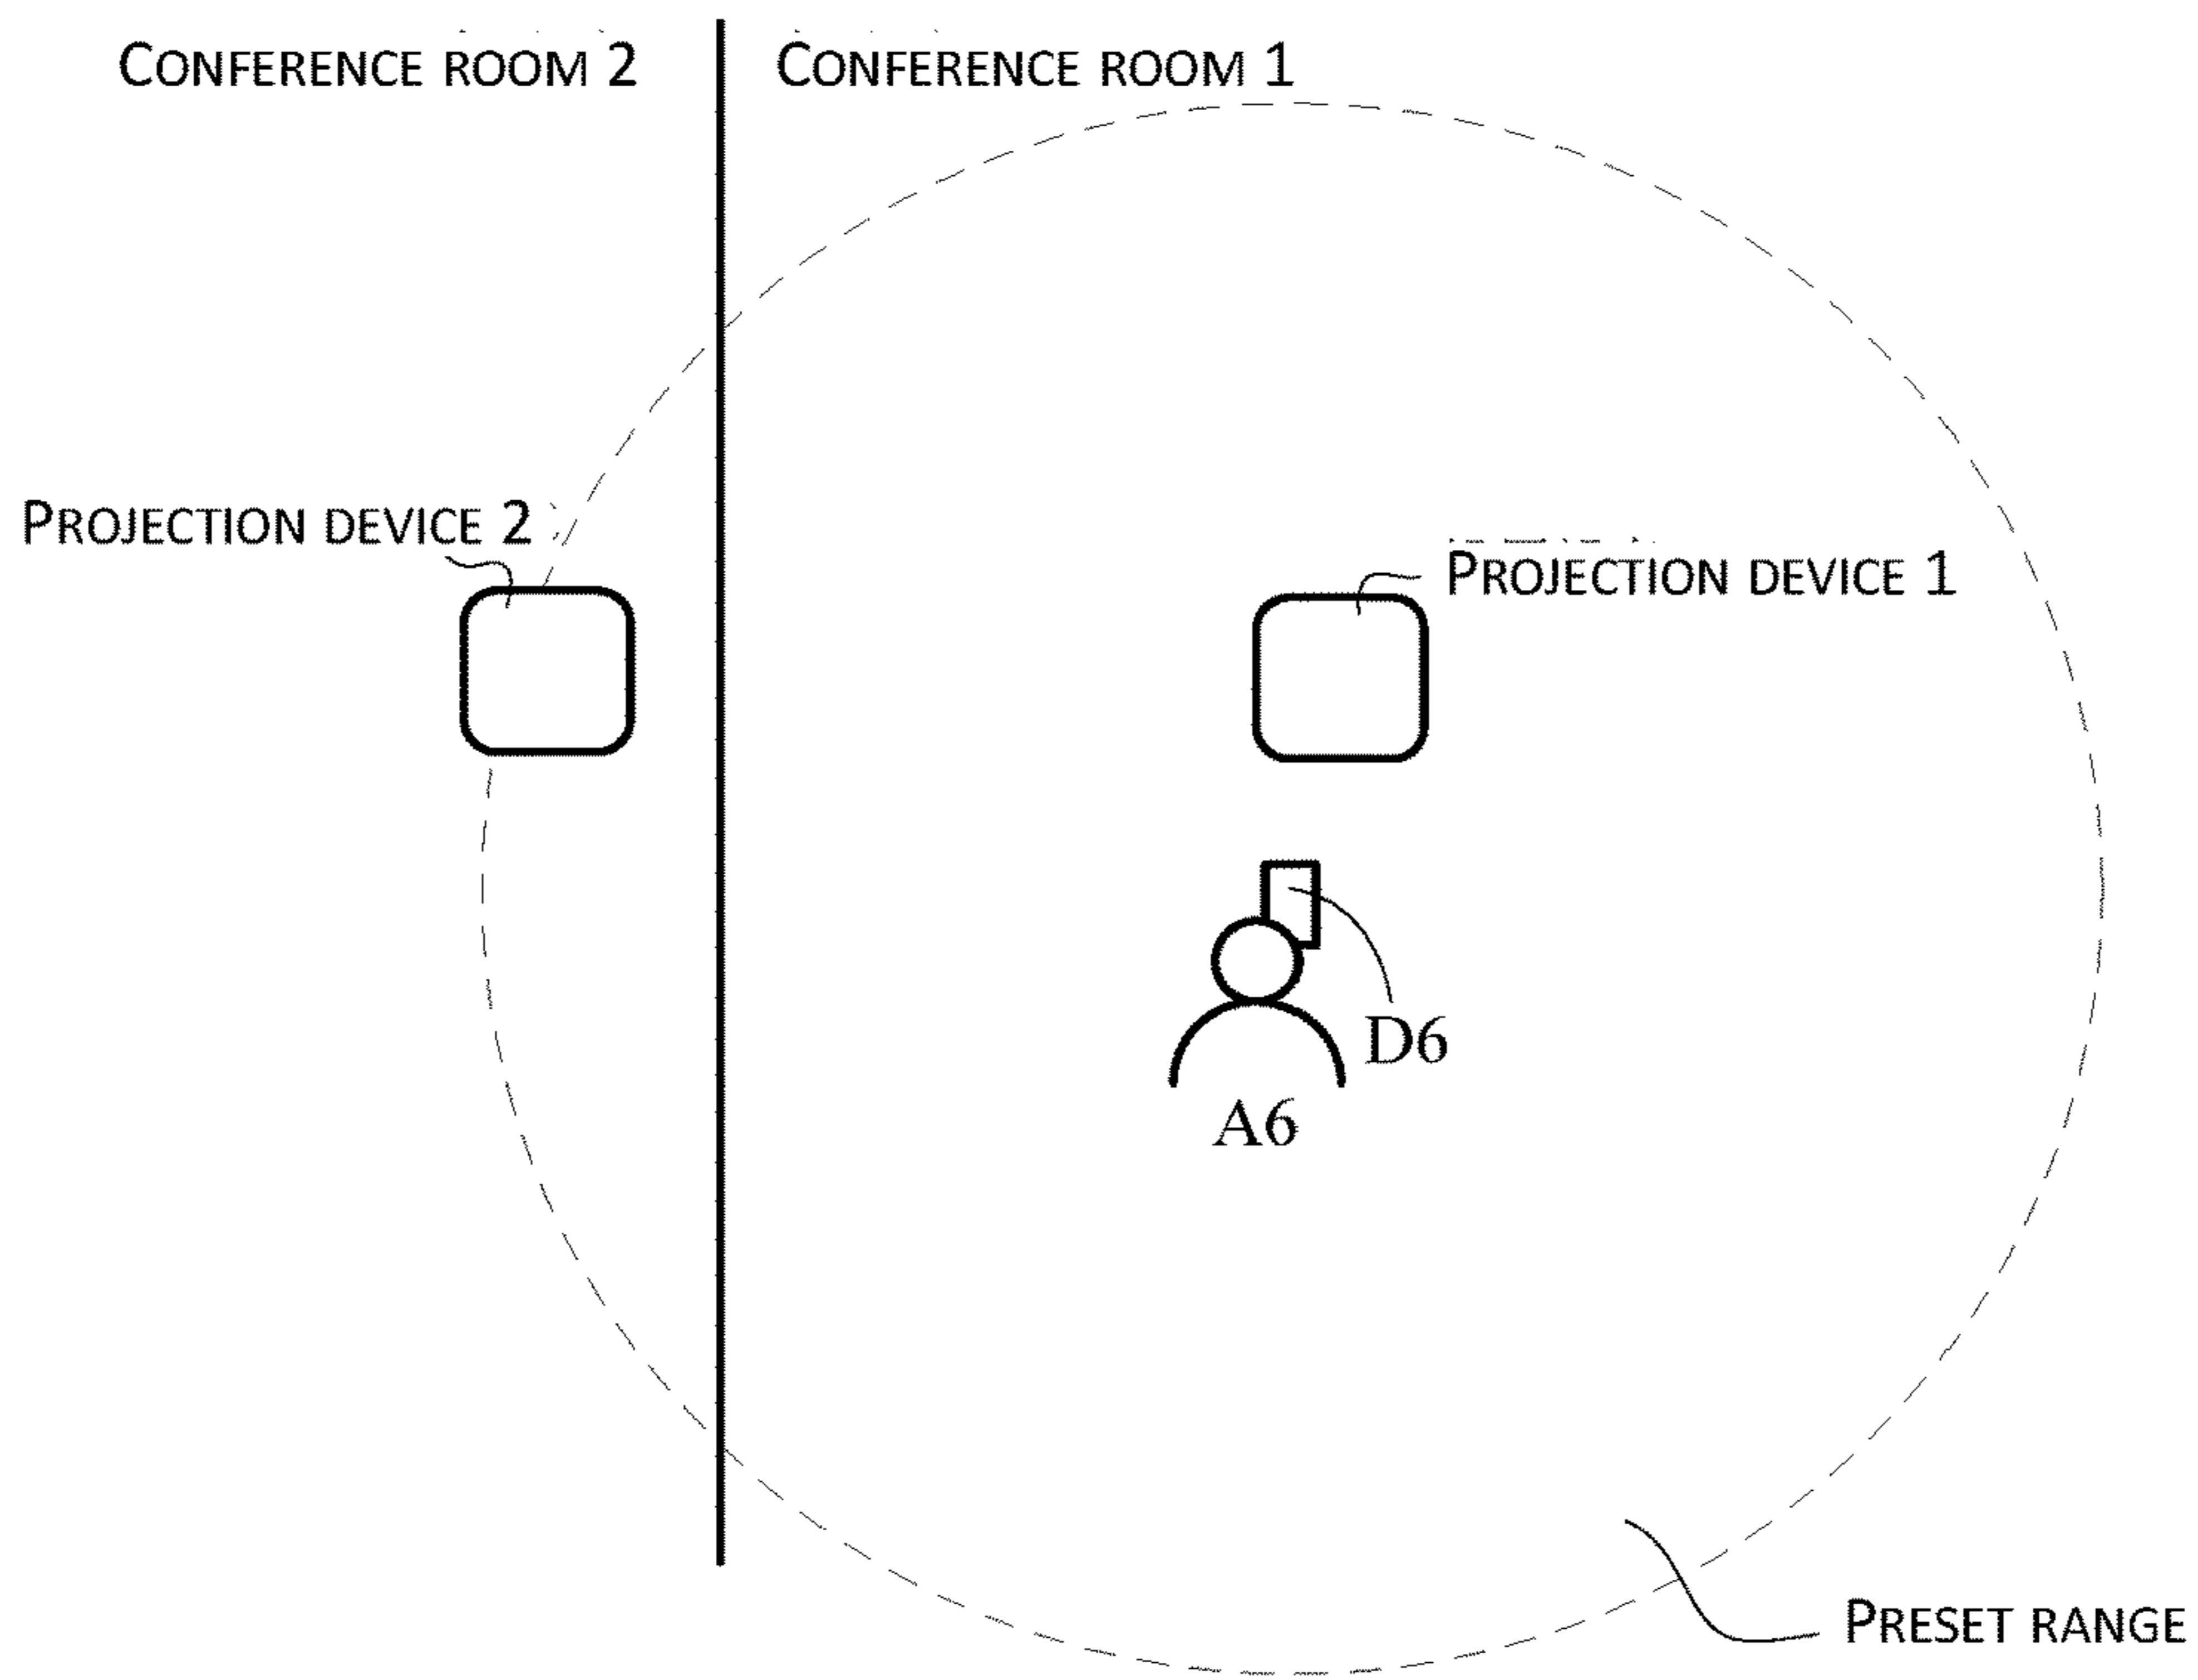 CONFERENCE ROOM 2
CONFERENCE ROOM 1
PROJECTION DEVICE 2
PROJECTION DEVICE 1
D6
A6
PRESET RANGE